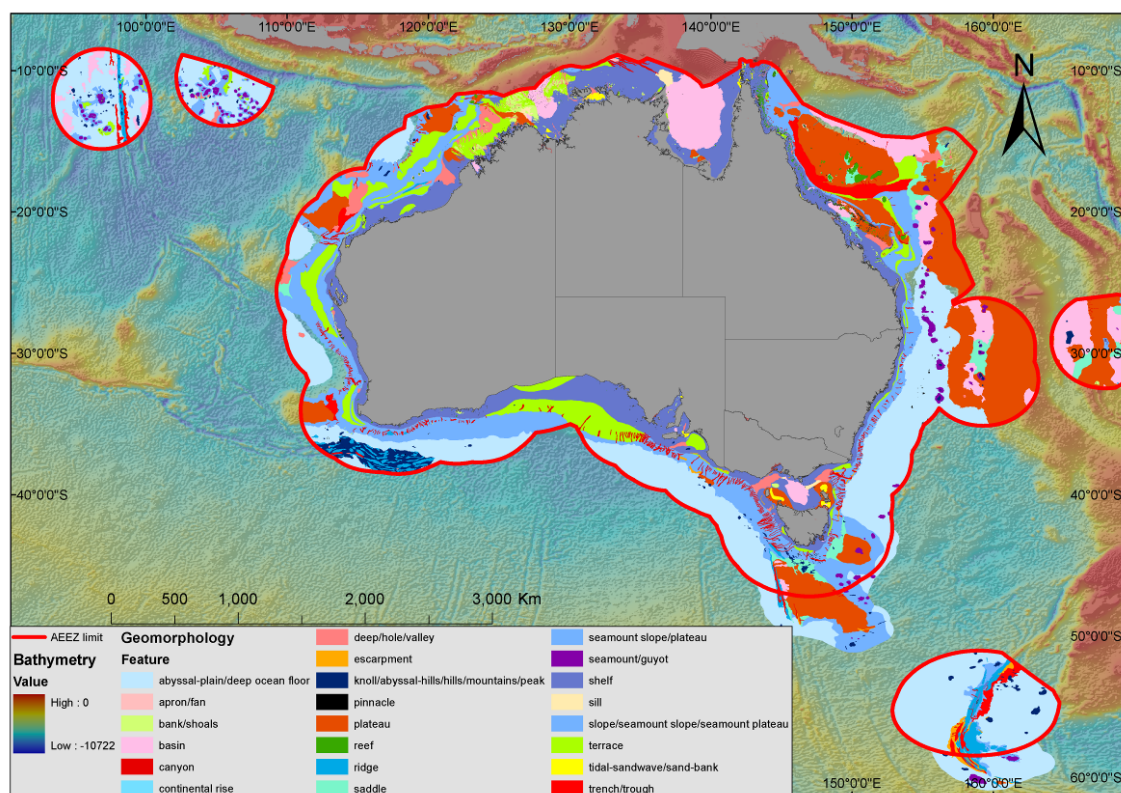 100°0'0"E 110°0'0"E 120°0'0"E 130°0'0"E 140°0'0"E 150°0'0"E 160°0'0"E
10°0'0"S 10°0'0"S
N
20°0'0"S 20°0'0"S
30°0'0"S 30°0'0"S
40°0'0"S 40°0'0"S
0 500 1,000 2,000 3,000 Km
50°0'0"S
AEEZ limit
Bathymetry
Value
High : 0
Low : -10722
Geomorphology
Feature
abyssal-plain/deep ocean floor
apron/fan
bank/shoals
basin
canyon
continental rise
deep/hole/valley
escarpment
knoll/abyssal-hills/hills/mountains/peak
pinnacle
plateau
reef
ridge
saddle
seamount slope/plateau
seamount/guyot
shelf
sill
slope/seamount slope/seamount plateau
terrace
tidal-sandwave/sand-bank
trench/trough
150°0'0"E 160°0'0"E
60°0'0"S